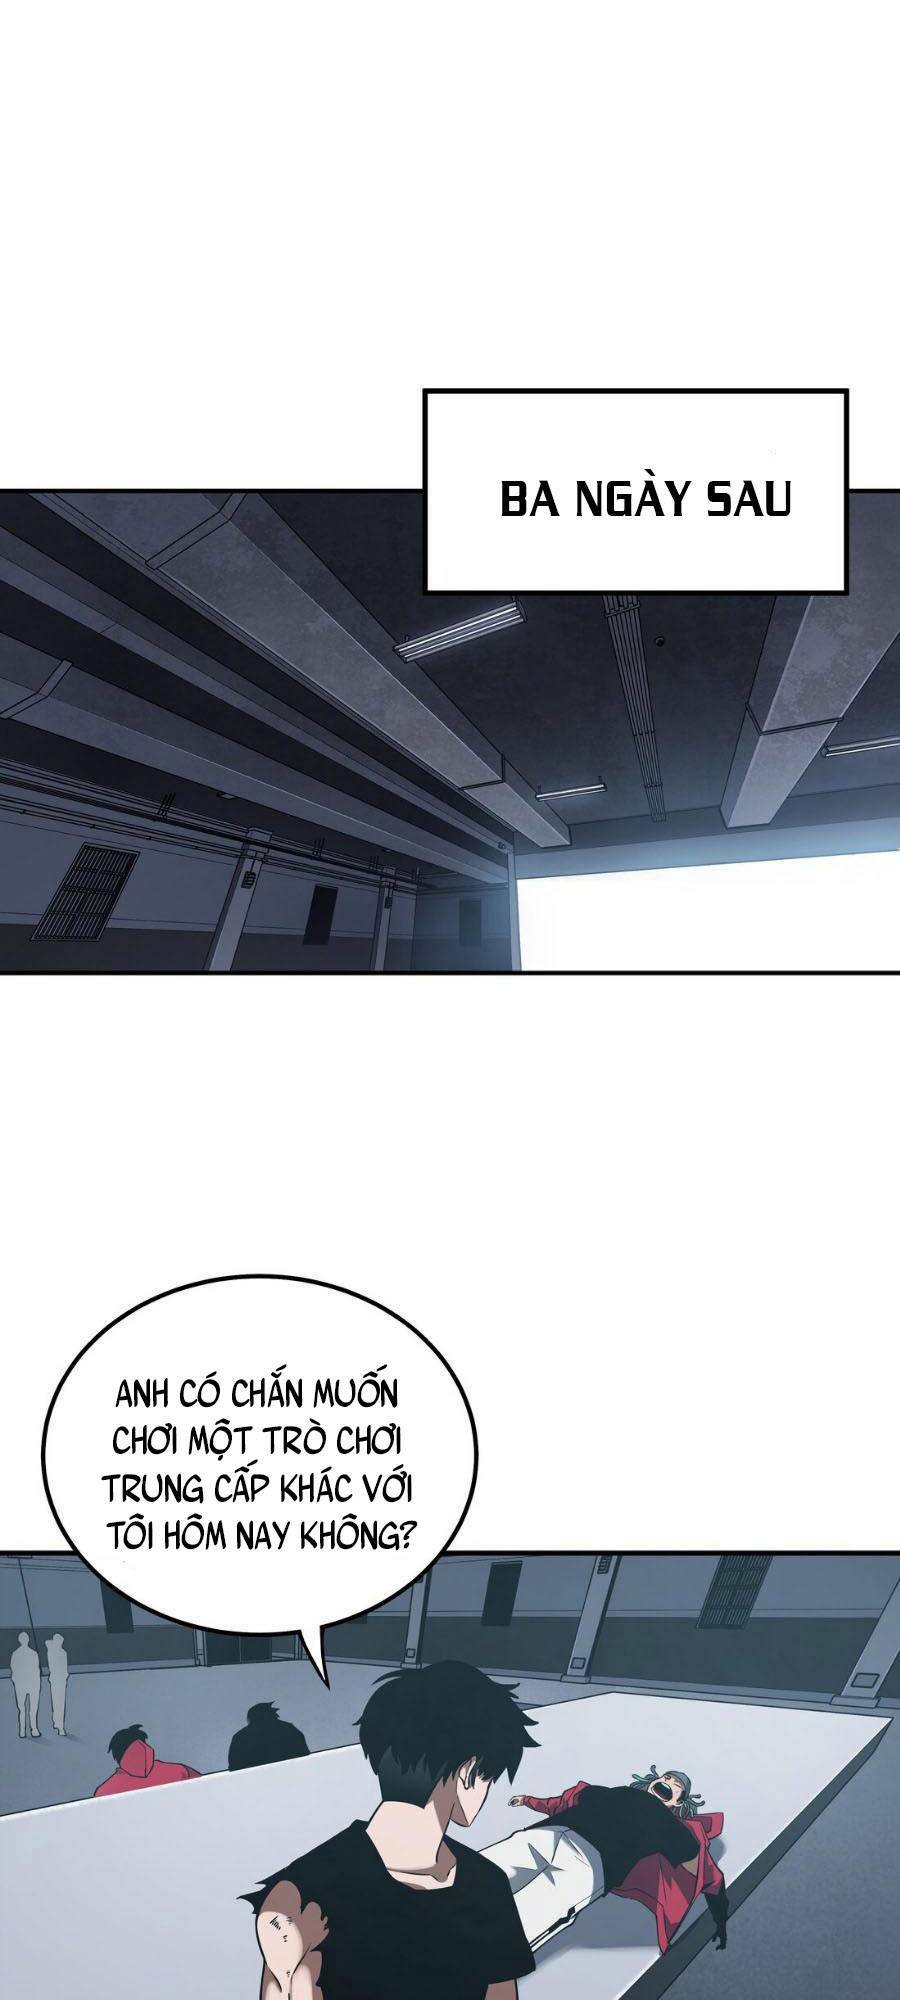 BA NGÀY SAU
ANH CÓ CHẮN MUỐN
CHƠI MỘT TRÒ CHƠI
TRUNG CẤP KHÁC VỚI
TÔI HÔM NAY KHÔNG?